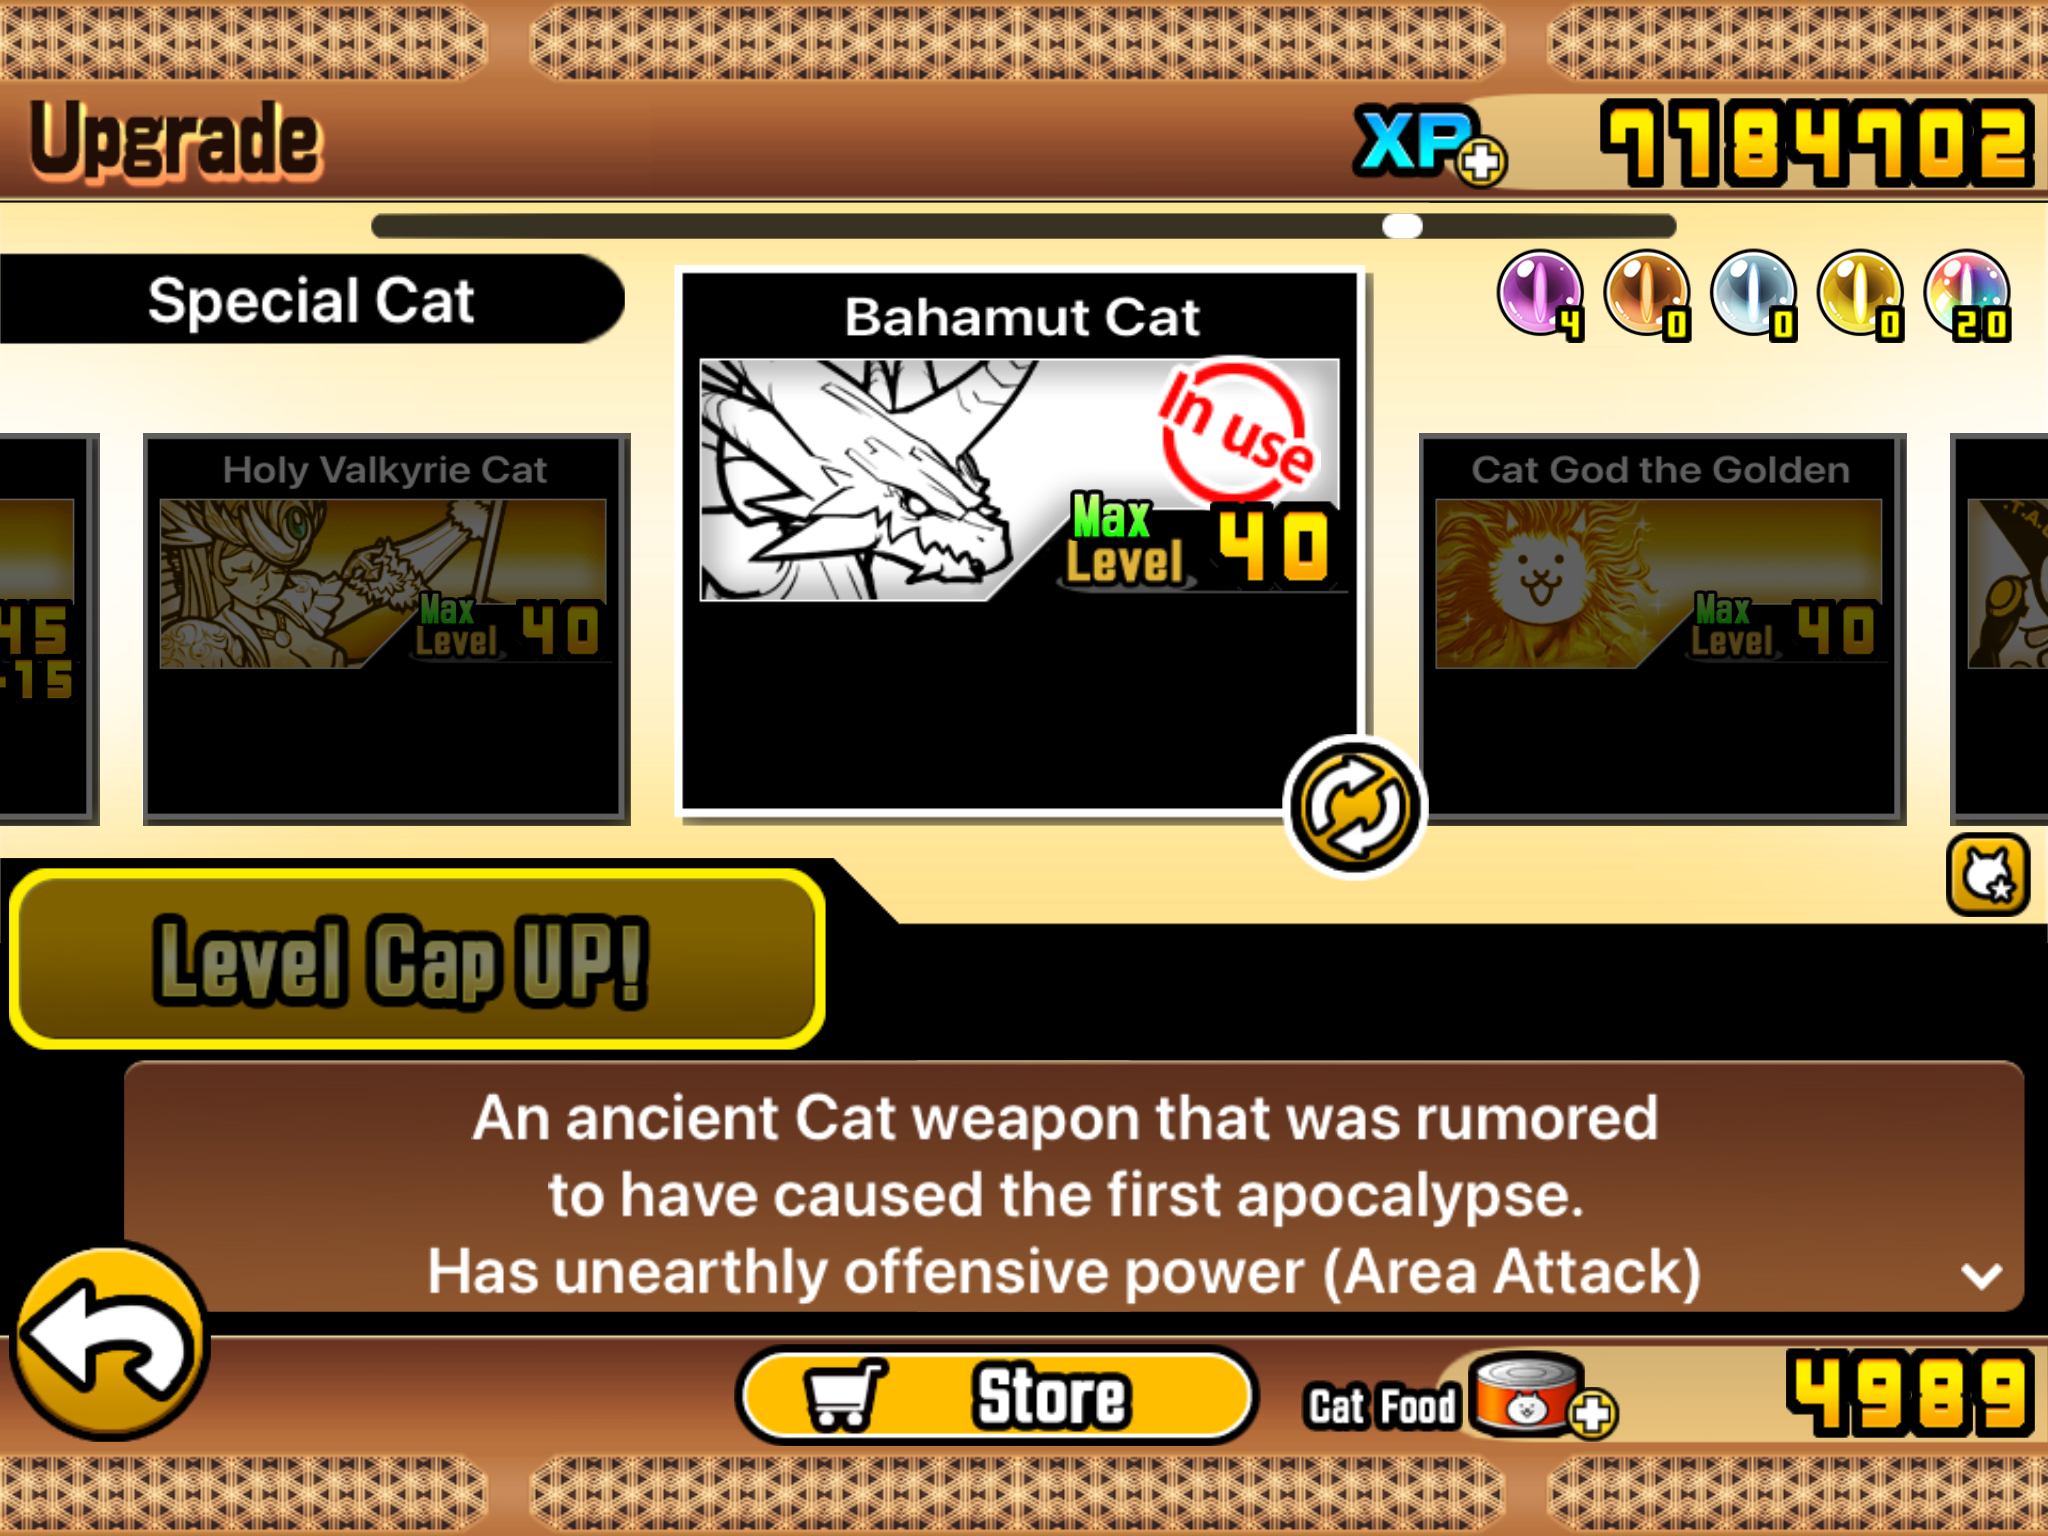 Upgrade
XP 7184702
Special Cat
4 0 0 0 20
Bahamut Cat
In use
Max
Level 40
Holy Valkyrie Cat
Max
Level 40
Cat God the Golden
Max
Level 40
45
-15
Level Cap UP!
An ancient Cat weapon that was rumored
to have caused the first apocalypse.
Has unearthly offensive power (Area Attack)
Store
Cat Food 4989